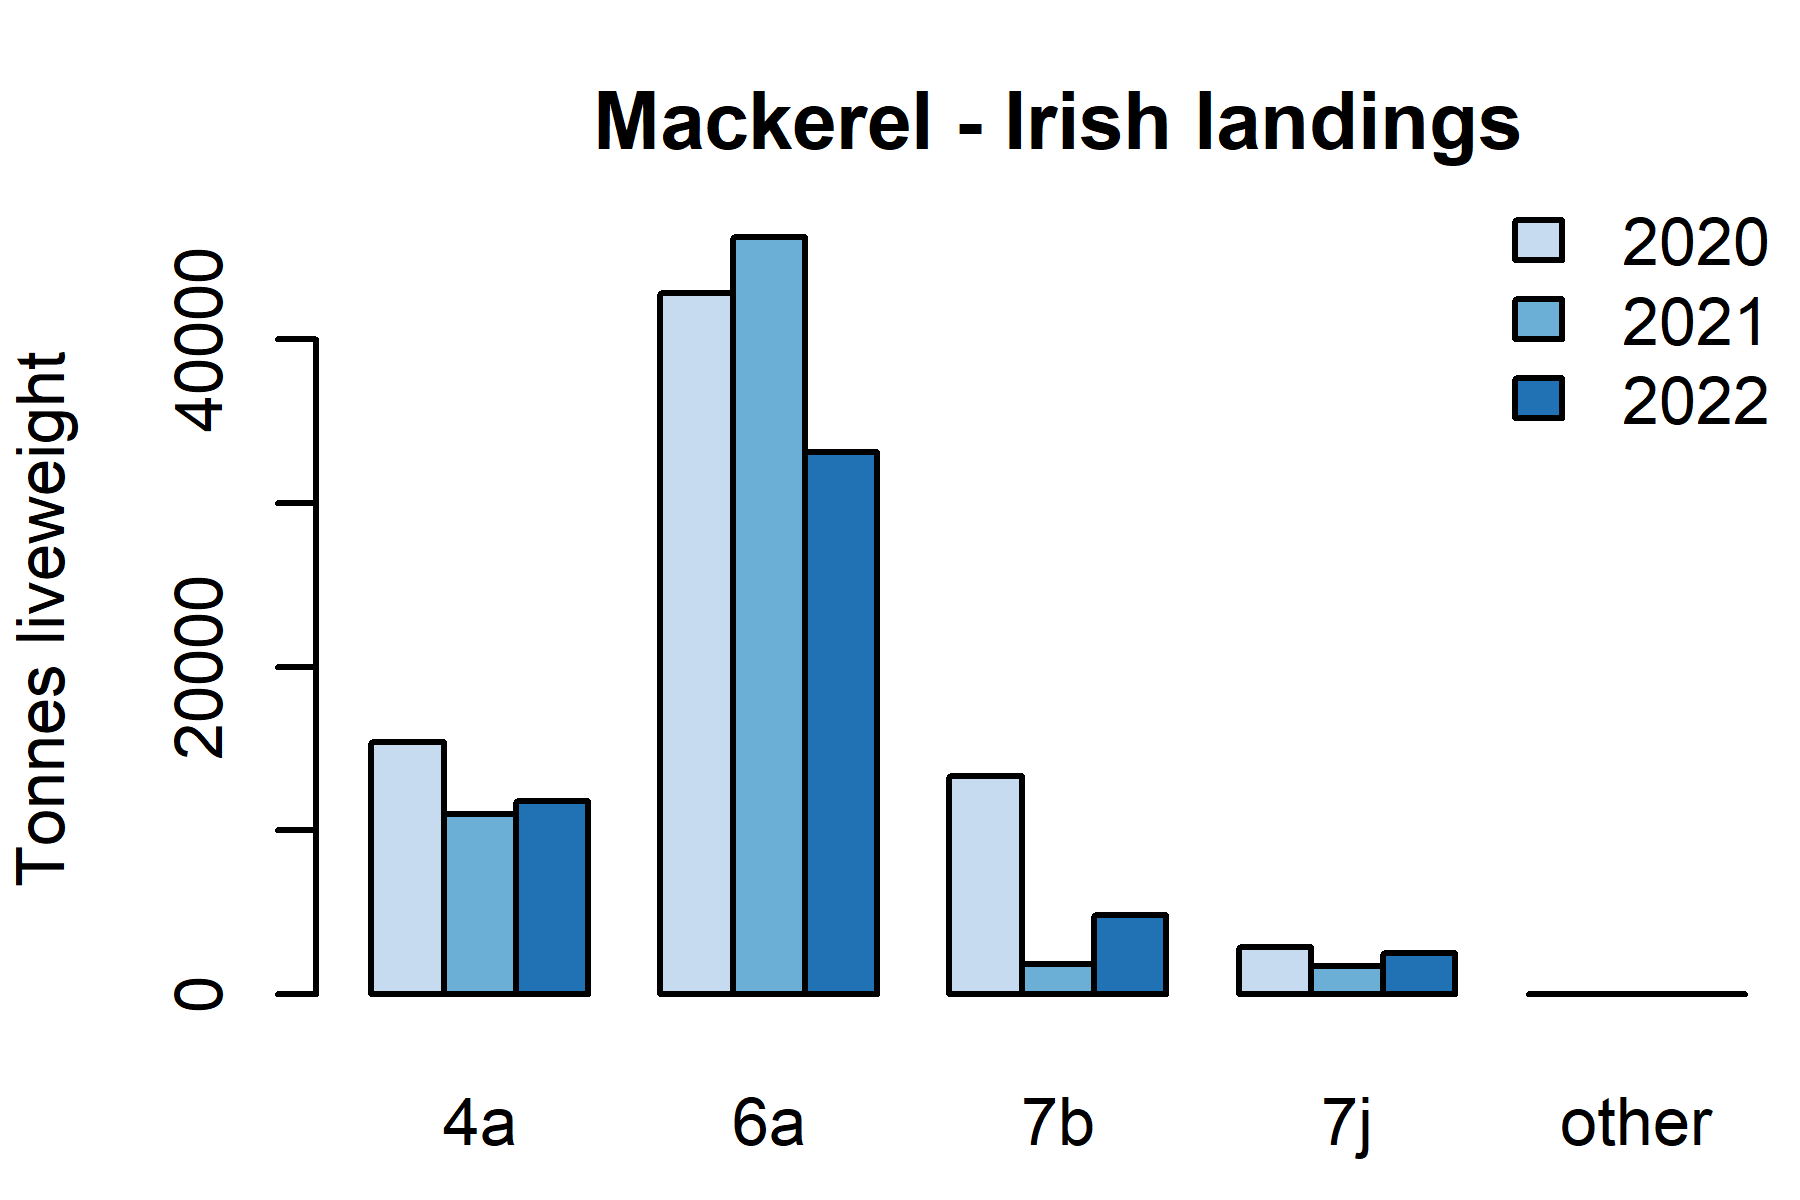 Mackerel - Irish landings
2020
2021
2022
Tonnes liveweight
40000
20000
0
4a
6a
7b
7j
other